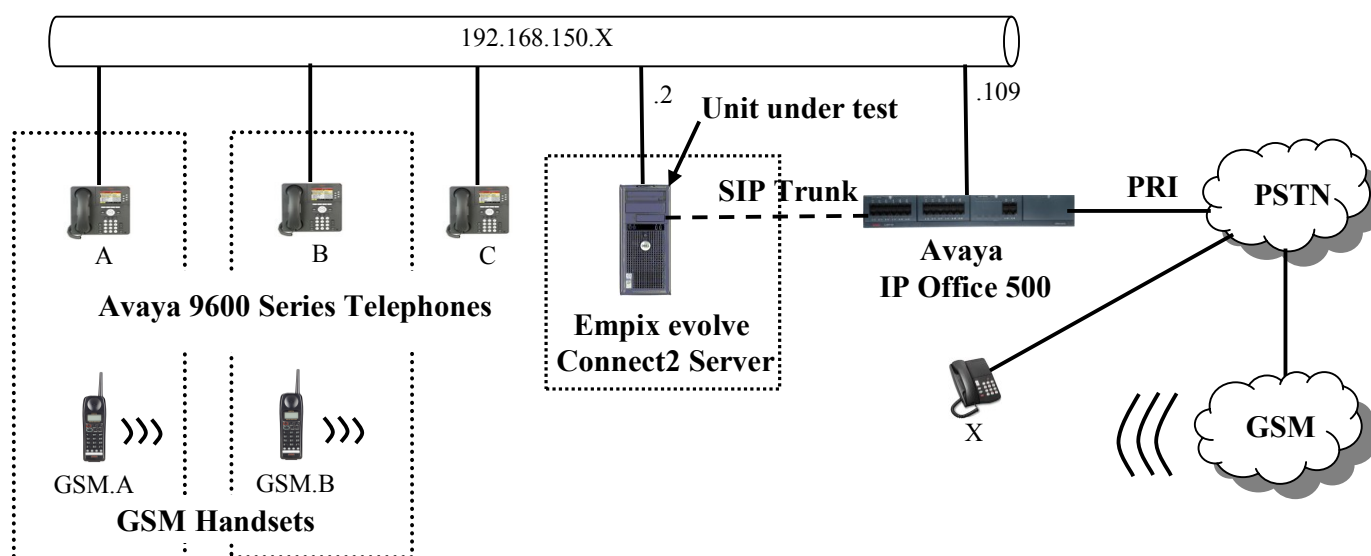 192.168.150.X
.2
.109
Unit under test
SIP Trunk
PRI
PSTN
A
B
C
Avaya
IP Office 500
Avaya 9600 Series Telephones
Empix evolve
Connect2 Server
X
GSM
GSM.A
GSM.B
GSM Handsets